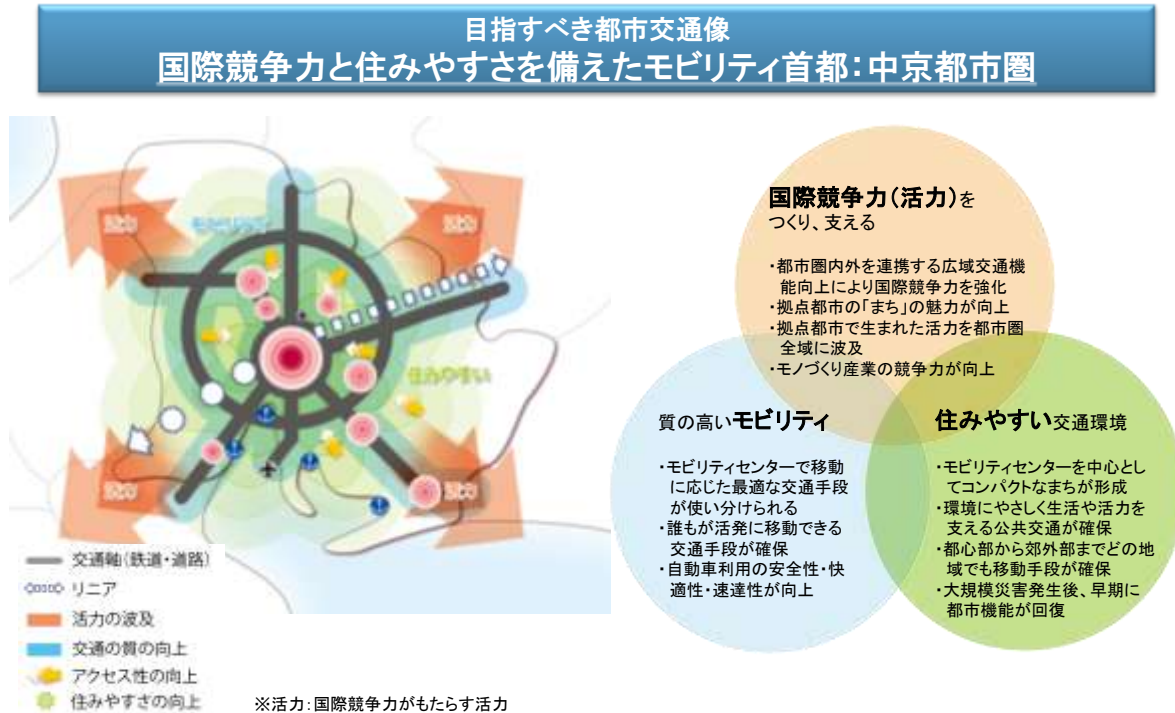 目指すべき都市交通像
国際競争力と住みやすさを備えたモビリティ首都：中京都市圏
活力
活力
モビリティ
住みやすい
活力
活力
交通軸（鉄道・道路）
リニア
活力の波及
交通の質の向上
アクセス性の向上
住みやすさの向上
※活力：国際競争力がもたらす活力
国際競争力（活力）を
つくり、支える
・都市圏内外を連携する広域交通機
能向上により国際競争力を強化
・拠点都市の「まち」の魅力が向上
・拠点都市で生まれた活力を都市圏
全域に波及
・モノづくり産業の競争力が向上
質の高いモビリティ
・モビリティセンターで移動
に応じた最適な交通手段
が使い分けられる
・誰もが活発に移動できる
交通手段が確保
・自動車利用の安全性・快
適性・速達性が向上
住みやすい交通環境
・モビリティセンターを中心とし
てコンパクトなまちが形成
・環境にやさしく生活や活力を
支える公共交通が確保
・都心部から郊外部までどの地
域でも移動手段が確保
・大規模災害発生後、早期に
都市機能が回復